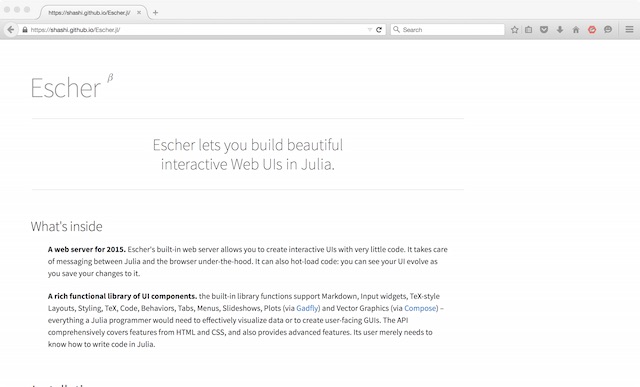 https://shashi.github.io/Escher.jl/
https://shashi.github.io/Escher.jl/
Search
Escher β
Escher lets you build beautiful
interactive Web UIs in Julia.
What's inside
A web server for 2015. Escher's built-in web server allows you to create interactive UIs with very little code. It takes care
of messaging between Julia and the browser under-the-hood. It can also hot-load code: you can see your UI evolve as
you save your changes to it.
A rich functional library of UI components. the built-in library functions support Markdown, Input widgets, TeX-style
Layouts, Styling, TeX, Code, Behaviors, Tabs, Menus, Slideshows, Plots (via Gadfly) and Vector Graphics (via Compose) –
everything a Julia programmer would need to effectively visualize data or to create user-facing GUIs. The API
comprehensively covers features from HTML and CSS, and also provides advanced features. Its user merely needs to
know how to write code in Julia.